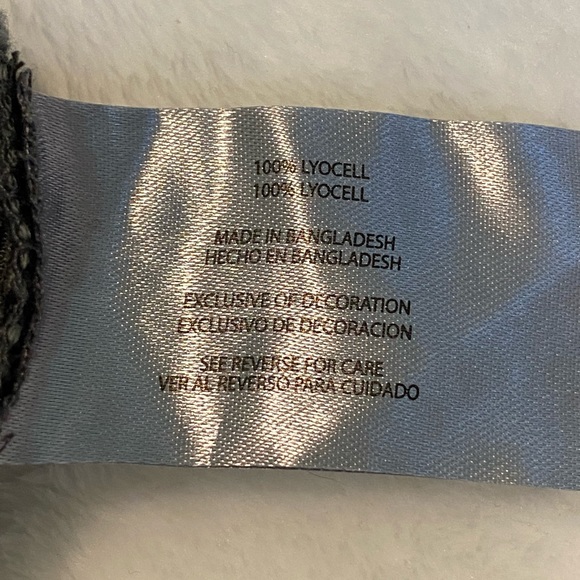 100% LYOCELL
100% LYOCELL
MADE IN BANGLADESH
HECHO EN BANGLADESH
EXCLUSIVE OF DECORATION
EXCLUSIVO DE DECORACION
SEE REVERSE FOR CARE
VER AL REVERSO PARA CUIDADO